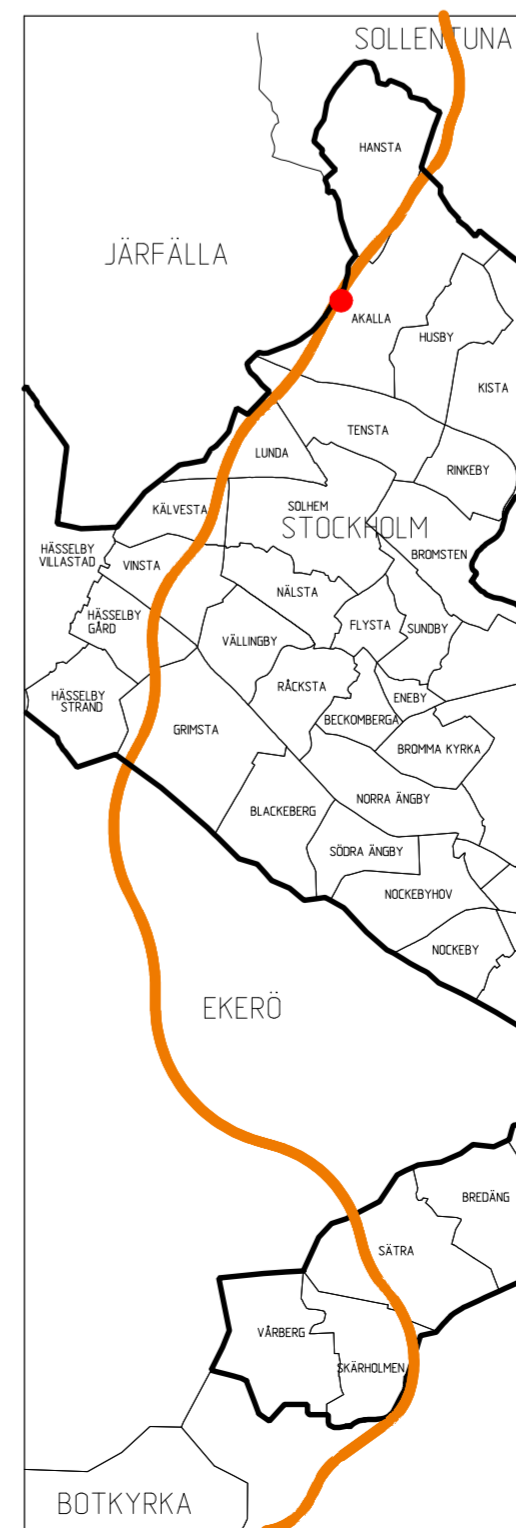 SOLLENTUNA
HANSTA
JÄRFÄLLA
AKALLA
HUSBY
KISTA
TENSTA
LUNDA
RINKEBY
KÄLVESTA
SOLHEM
STOCKHOLM
HÄSSELBY
VILLASTAD
VINSTA
BROMSTEN
NÄLSTA
HÄSSELBY
GÅRD
FLYSTA
SUNDBY
VÄLLINGBY
RÅCKSTA
HÄSSELBY
STRAND
ENEBY
GRIMSTA
BECKOMBERGA
BROMMA KYRKA
NORRA ÄNGBY
BLACKEBERG
SÖDRA ÄNGBY
NOCKEBYHOV
NOCKEBY
EKERÖ
BREDÄNG
SÄTRA
VÅRBERG
SKÄRHOLMEN
BOTKYRKA